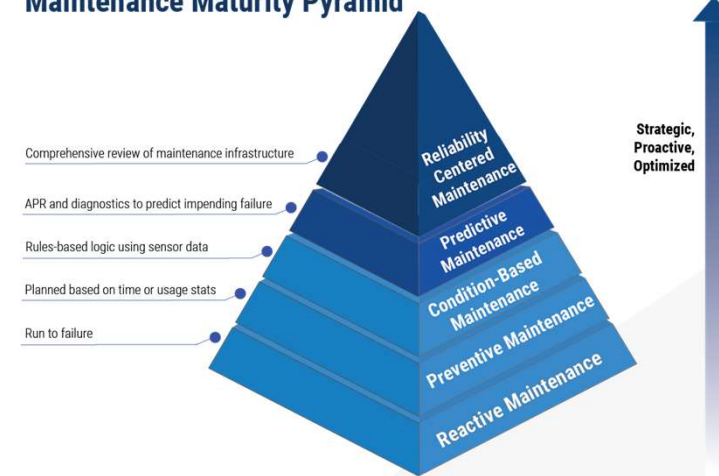 Maintenance Maturity Pyramid
Comprehensive review of maintenance infrastructure
APR and diagnostics to predict impending failure
Rules-based logic using sensor data
Planned based on time or usage stats
Run to failure
Reliability
Centered
Maintenance
Predictive
Maintenance
Condition-Based
Maintenance
Preventive Maintenance
Reactive Maintenance
Strategic,
Proactive,
Optimized